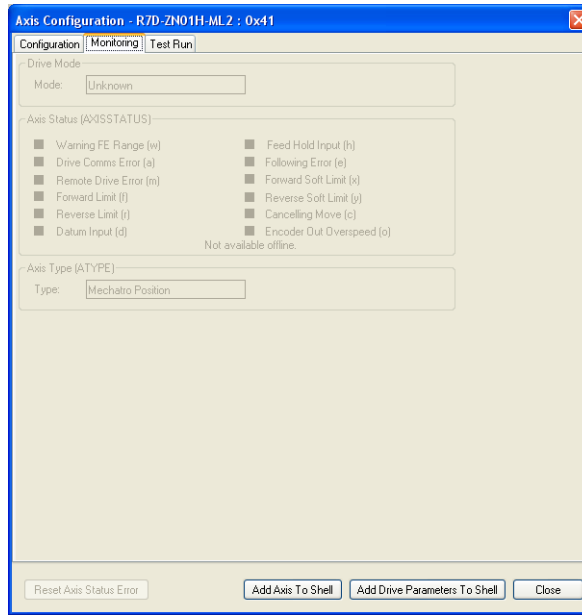 Axis Configuration - R7D-ZN01H-ML2 : 0x41
Configuration Monitoring Test Run
Drive Mode
Mode: Unknown
Axis Status (AXISSTATUS)
Warning FE Range (w) Feed Hold Input (h)
Drive Comms Error (a) Following Error (e)
Remote Drive Error (m) Forward Soft Limit (x)
Forward Limit (f) Reverse Soft Limit (y)
Reverse Limit (r) Cancelling Move (c)
Datum Input (d) Encoder Out Overspeed (o)
Not available offline.
Axis Type (ATYPE)
Type: Mechatro Position
Reset Axis Status Error Add Axis To Shell Add Drive Parameters To Shell Close